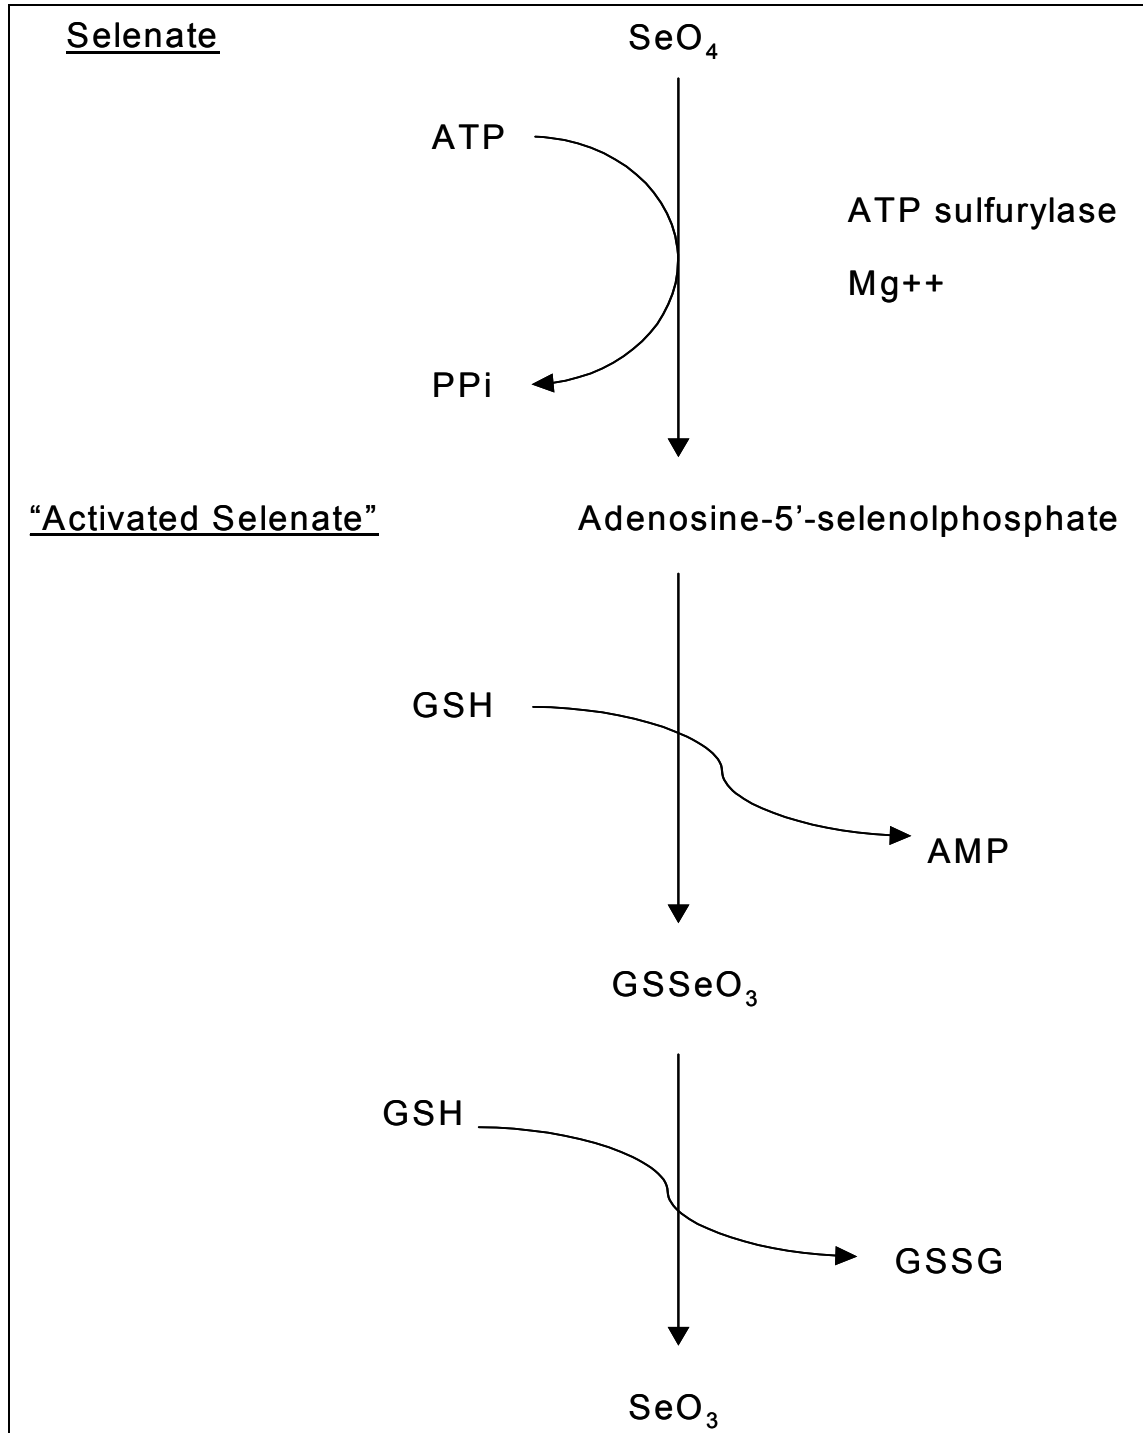 Selenate
SeO₄
ATP
ATP sulfurylase
Mg++
PPi
“Activated Selenate”
Adenosine-5’-selenolphosphate
GSH
AMP
GSSeO₃
GSH
GSSG
SeO₃